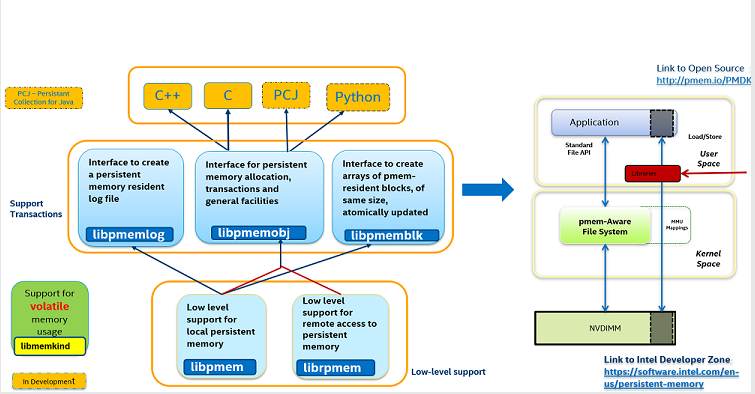 PCJ – Persistant
Collection for Java
C++
C
PCJ
Python
Interface to create
a persistent
memory resident
log file
libpmemlog
Interface for persistent
memory allocation,
transactions and
general facilities
libpmemobj
Interface to create
arrays of pmem-
resident blocks, of
same size,
atomically updated
libpmemblk
Support
Transactions
Support for
volatile
memory
usage
libmemkind
In Development
Low level
support for
local persistent
memory
libpmem
Low level
support for
remote access to
persistent
memory
librpmem
Low-level support
Link to Open Source
http://pmem.io/PMDK
Application
Standard
File API
Load/Store
User
Space
Libraries
pmem-Aware
File System
MMU
Mappings
Kernel
Space
NVDIMM
Link to Intel Developer Zone
https://software.intel.com/en-
us/persistent-memory